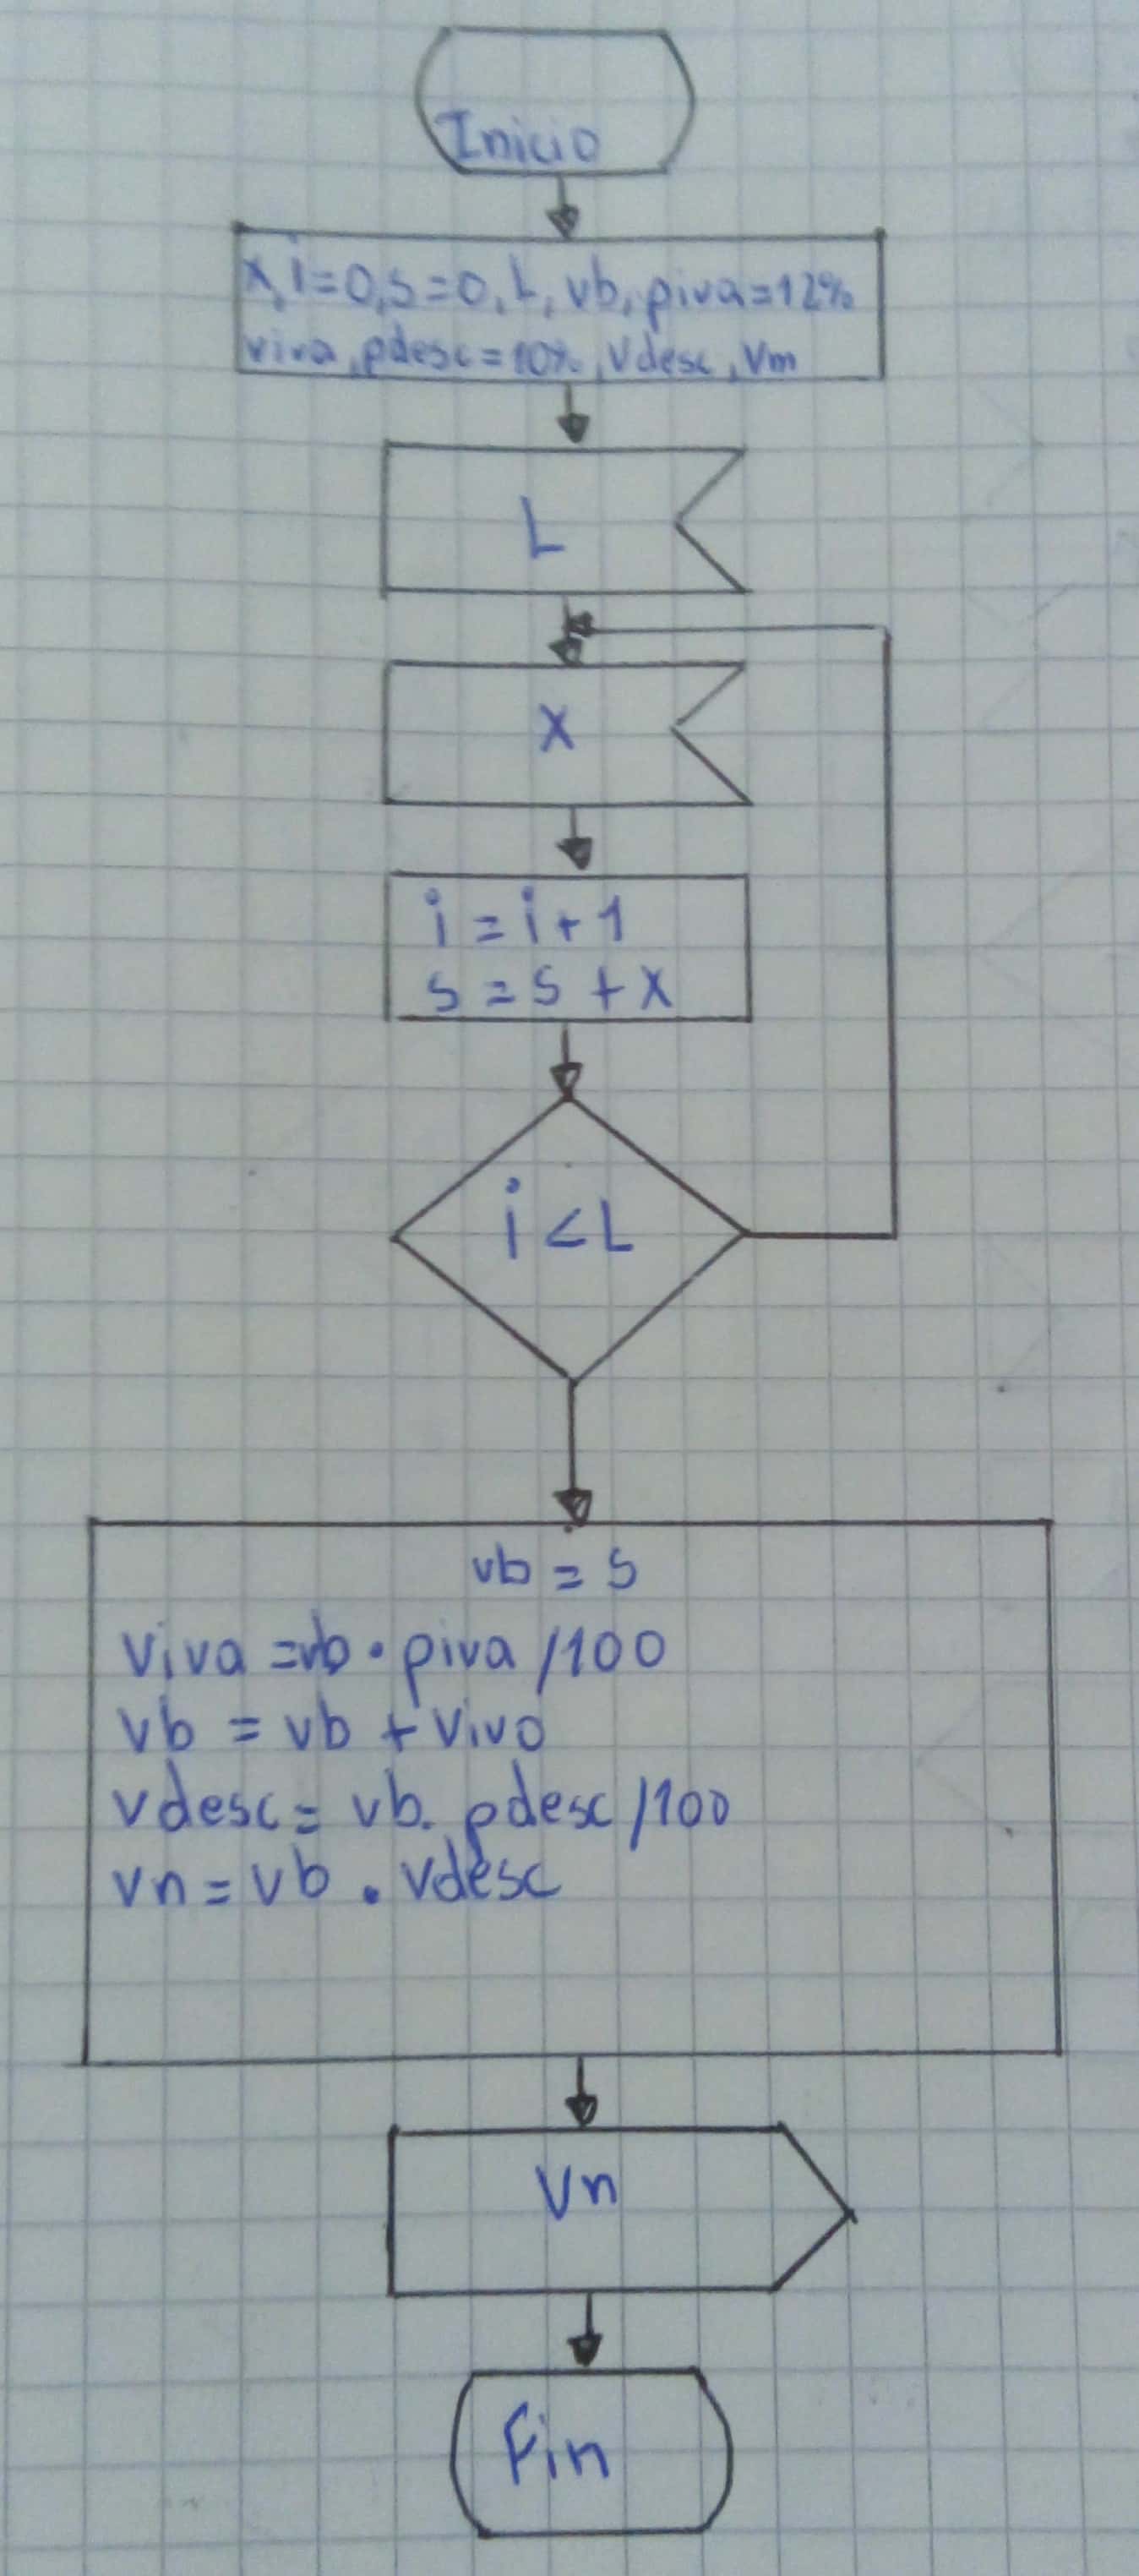 Inicio
x, i=0, s=0, L, vb, piva=12%
viva, pdesc=10%, Vdesc, Vm
L
X
i = i + 1
s = s + x
i < L
vb = s
viva = vb • piva /100
vb = vb + vivo
vdesc = vb. pdesc /100
vn = vb . vdesc
Vn
Fin